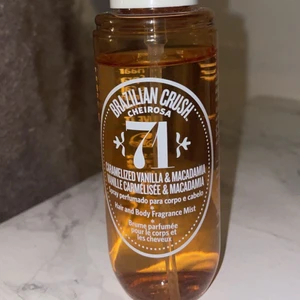 BRAZILIAN CRUSH
CHEIROSA
71
CARAMELIZED VANILLA & MACADAMIA
VANILLE CARMÉLISÉE & MACADAMIA
Spray perfumado para corpo e cabelo
Hair and Body Fragrance Mist
Brume parfumée
pour le corps et
les cheveux